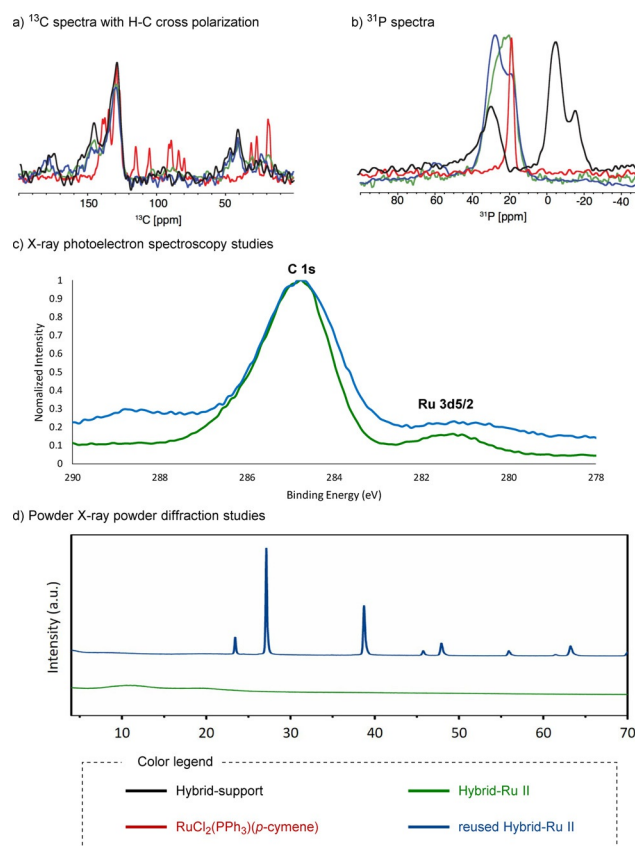 a) ¹³C spectra with H-C cross polarization
b) ³¹P spectra
150 100 50
¹³C [ppm]
80 60 40 20 0 -20 -40
³¹P [ppm]
c) X-ray photoelectron spectroscopy studies
C 1s
Ru 3d5/2
Nomalized Intensity
1
0.9
0.8
0.7
0.6
0.5
0.4
0.3
0.2
0.1
0
290 288 286 284 282 280 278
Binding Energy (eV)
d) Powder X-ray powder diffraction studies
Intensity (a.u.)
10 20 30 40 50 60 70
Color legend
Hybrid-support
Hybrid-Ru II
RuCl₂(PPh₃)(p-cymene)
reused Hybrid-Ru II